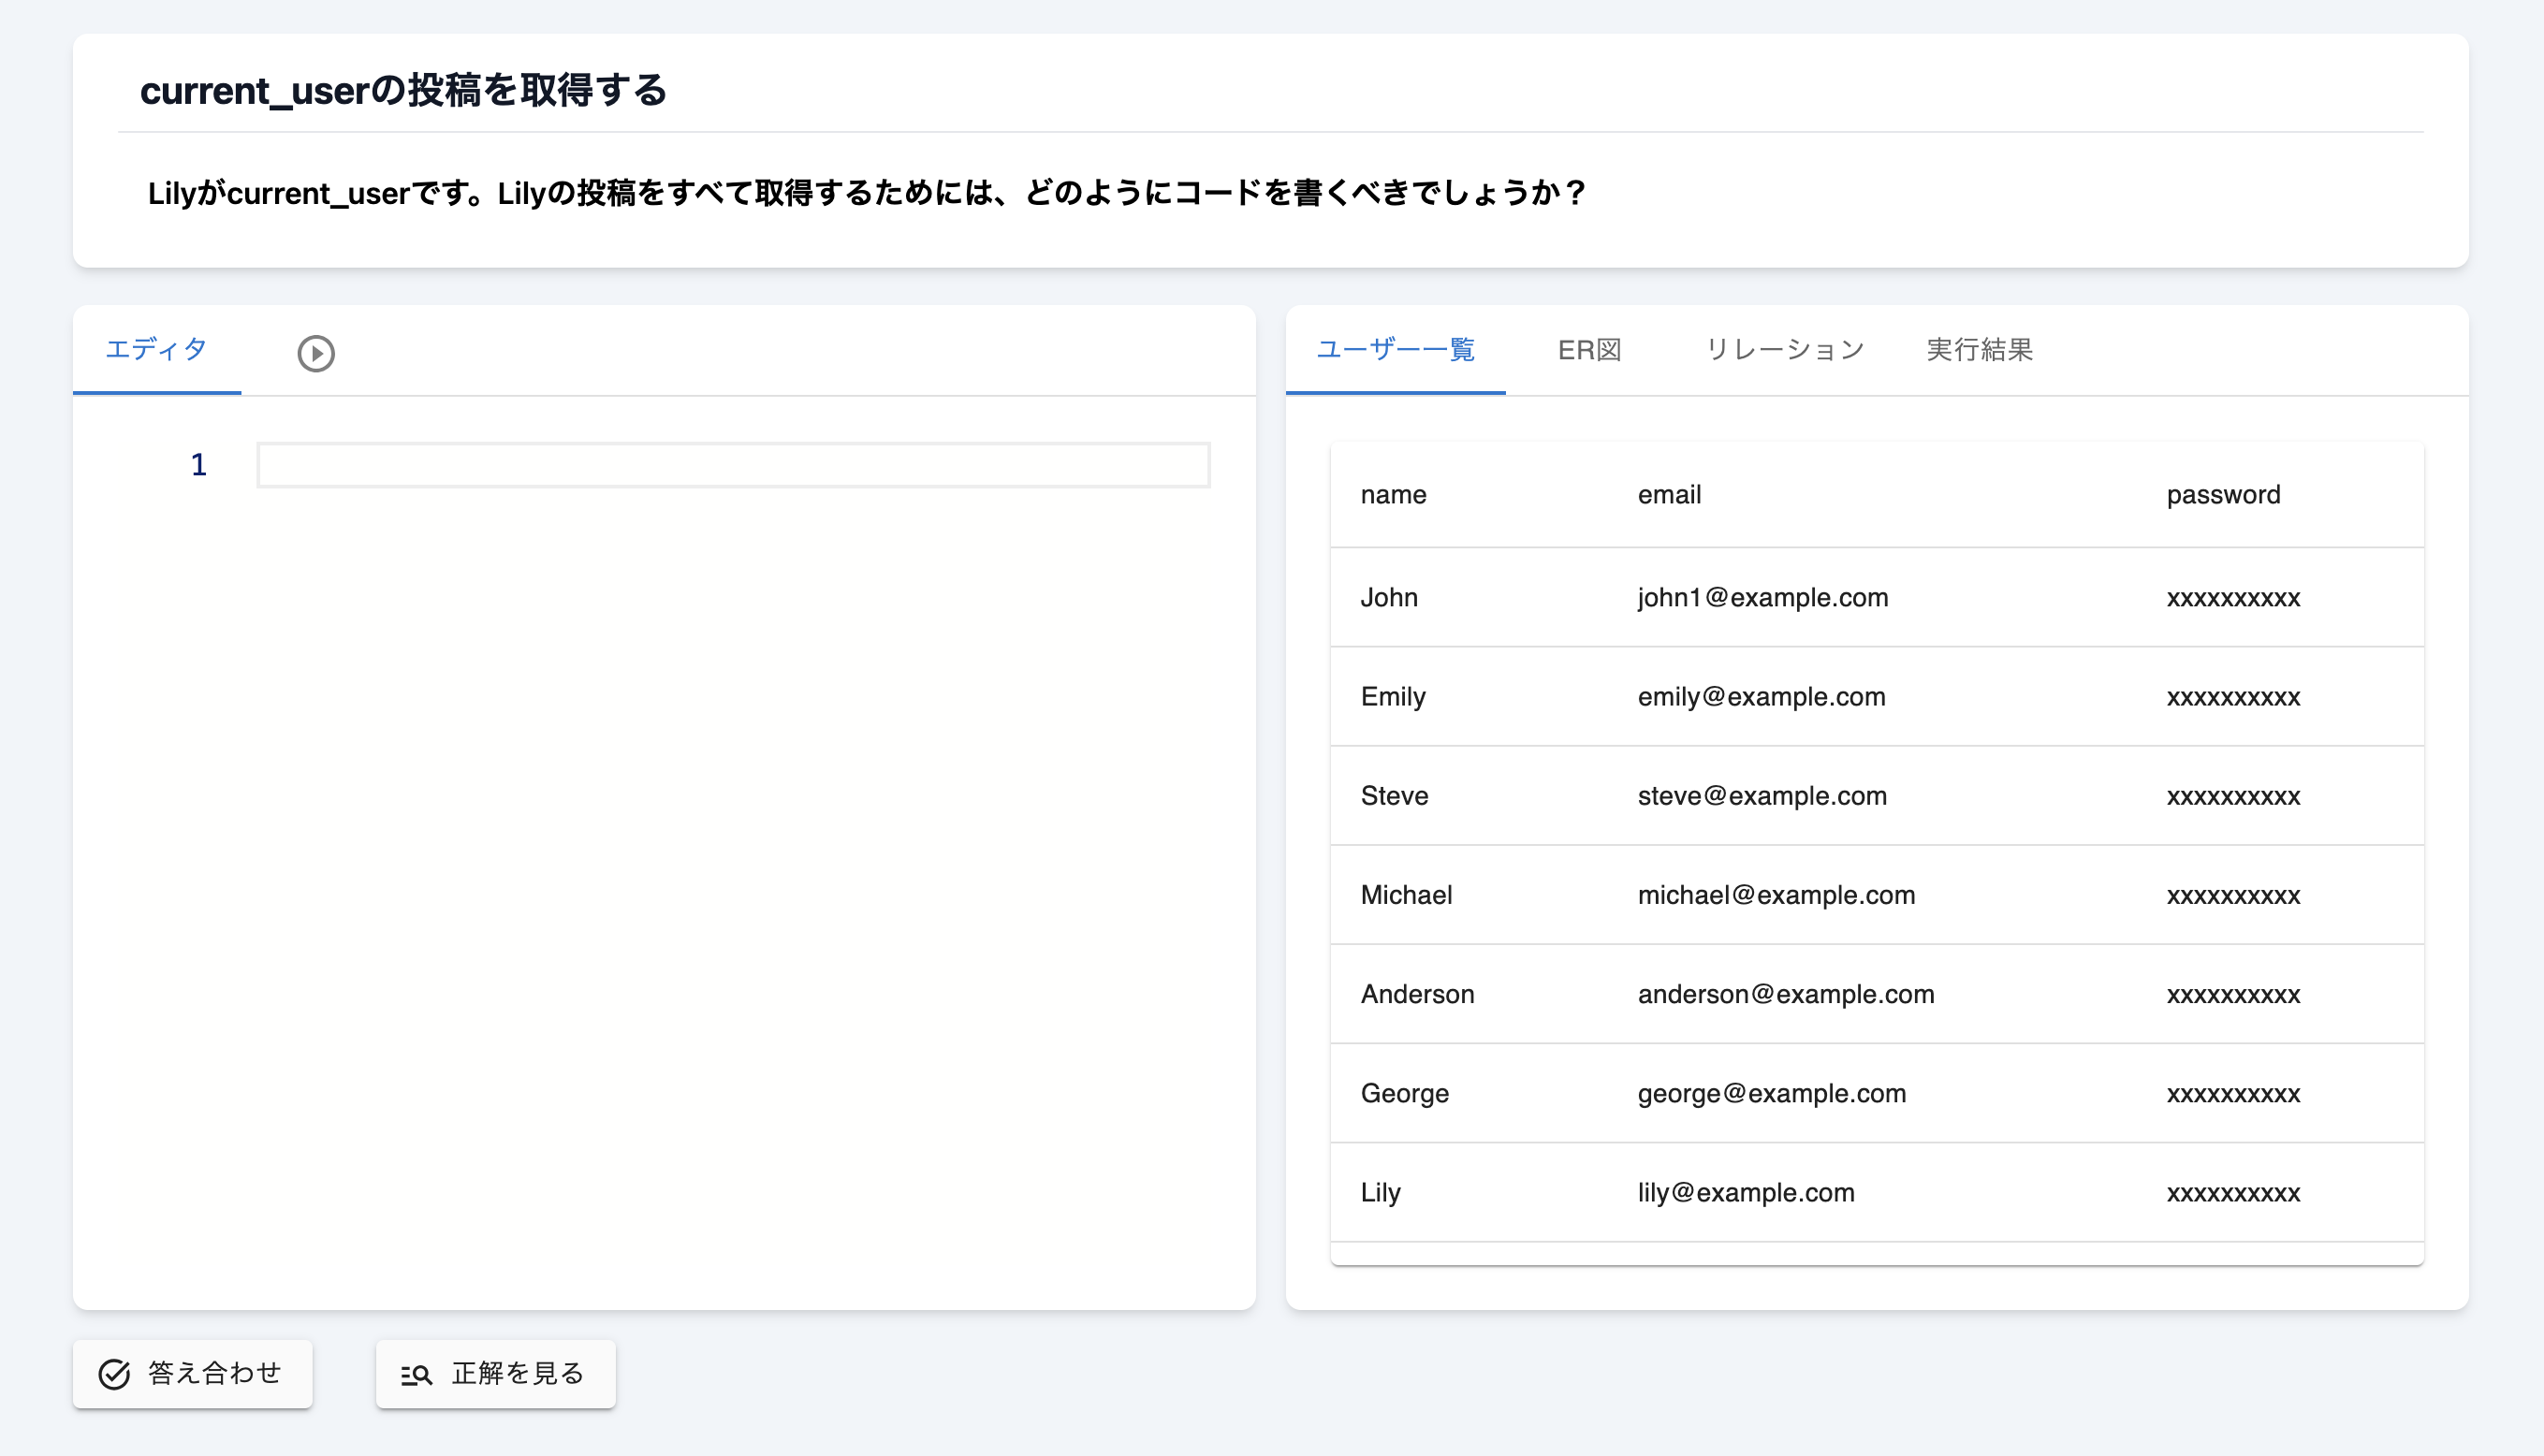 current_userの投稿を取得する
Lilyがcurrent_userです。Lilyの投稿をすべて取得するためには、どのようにコードを書くべきでしょうか？
エディタ
1
ユーザー一覧 ER図 リレーション 実行結果
name email password
John john1@example.com xxxxxxxxxx
Emily emily@example.com xxxxxxxxxx
Steve steve@example.com xxxxxxxxxx
Michael michael@example.com xxxxxxxxxx
Anderson anderson@example.com xxxxxxxxxx
George george@example.com xxxxxxxxxx
Lily lily@example.com xxxxxxxxxx
答え合わせ 正解を見る